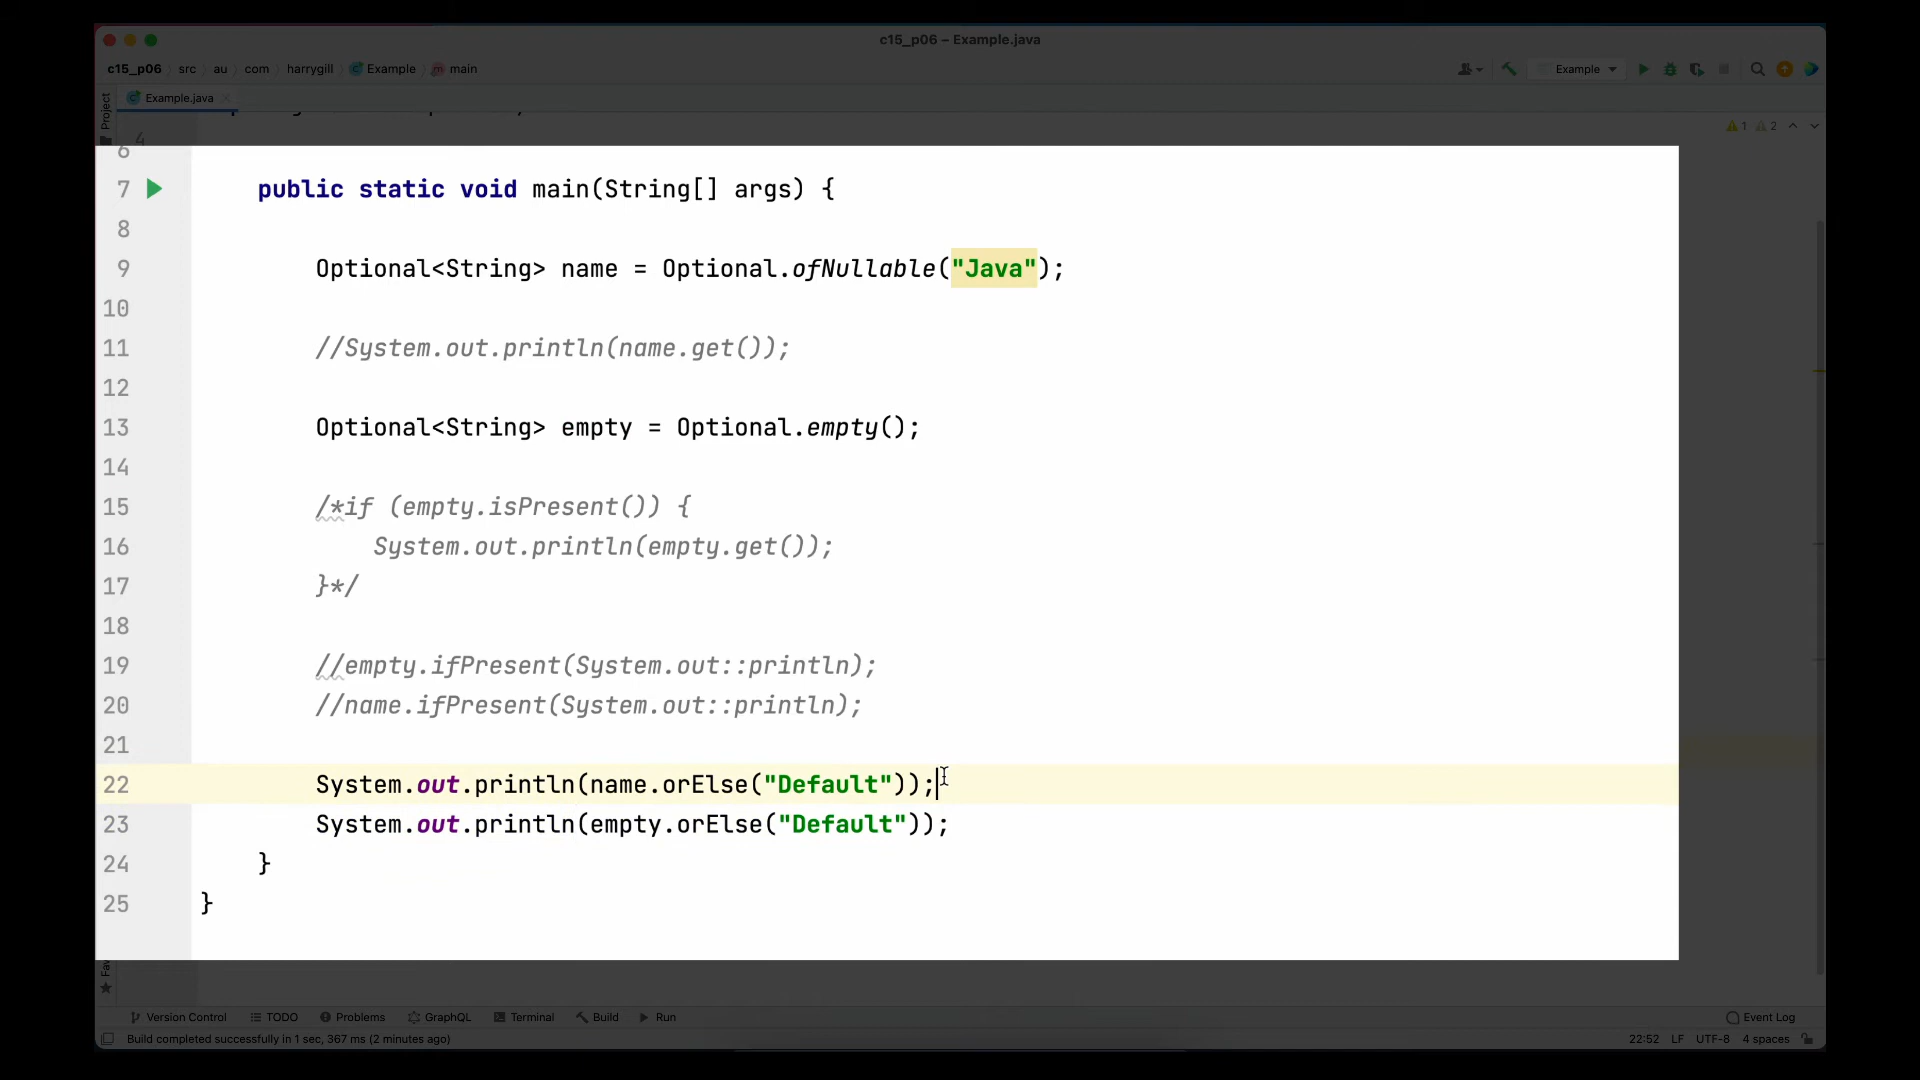 c15_p06 – Example.java
c15_p06 src au com harrygill Example main
Example
Project
Example.java
1 2
4
6
7 public static void main(String[] args) {
8
9 Optional<String> name = Optional.ofNullable("Java");
10
11 //System.out.println(name.get());
12
13 Optional<String> empty = Optional.empty();
14
15 /*if (empty.isPresent()) {
16 System.out.println(empty.get());
17 }*/
18
19 //empty.ifPresent(System.out::println);
20 //name.ifPresent(System.out::println);
21
22 System.out.println(name.orElse("Default"));
23 System.out.println(empty.orElse("Default"));
24 }
25 }
Version Control TODO Problems GraphQL Terminal Build Run Event Log
Build completed successfully in 1 sec, 367 ms (2 minutes ago) 22:52 LF UTF-8 4 spaces